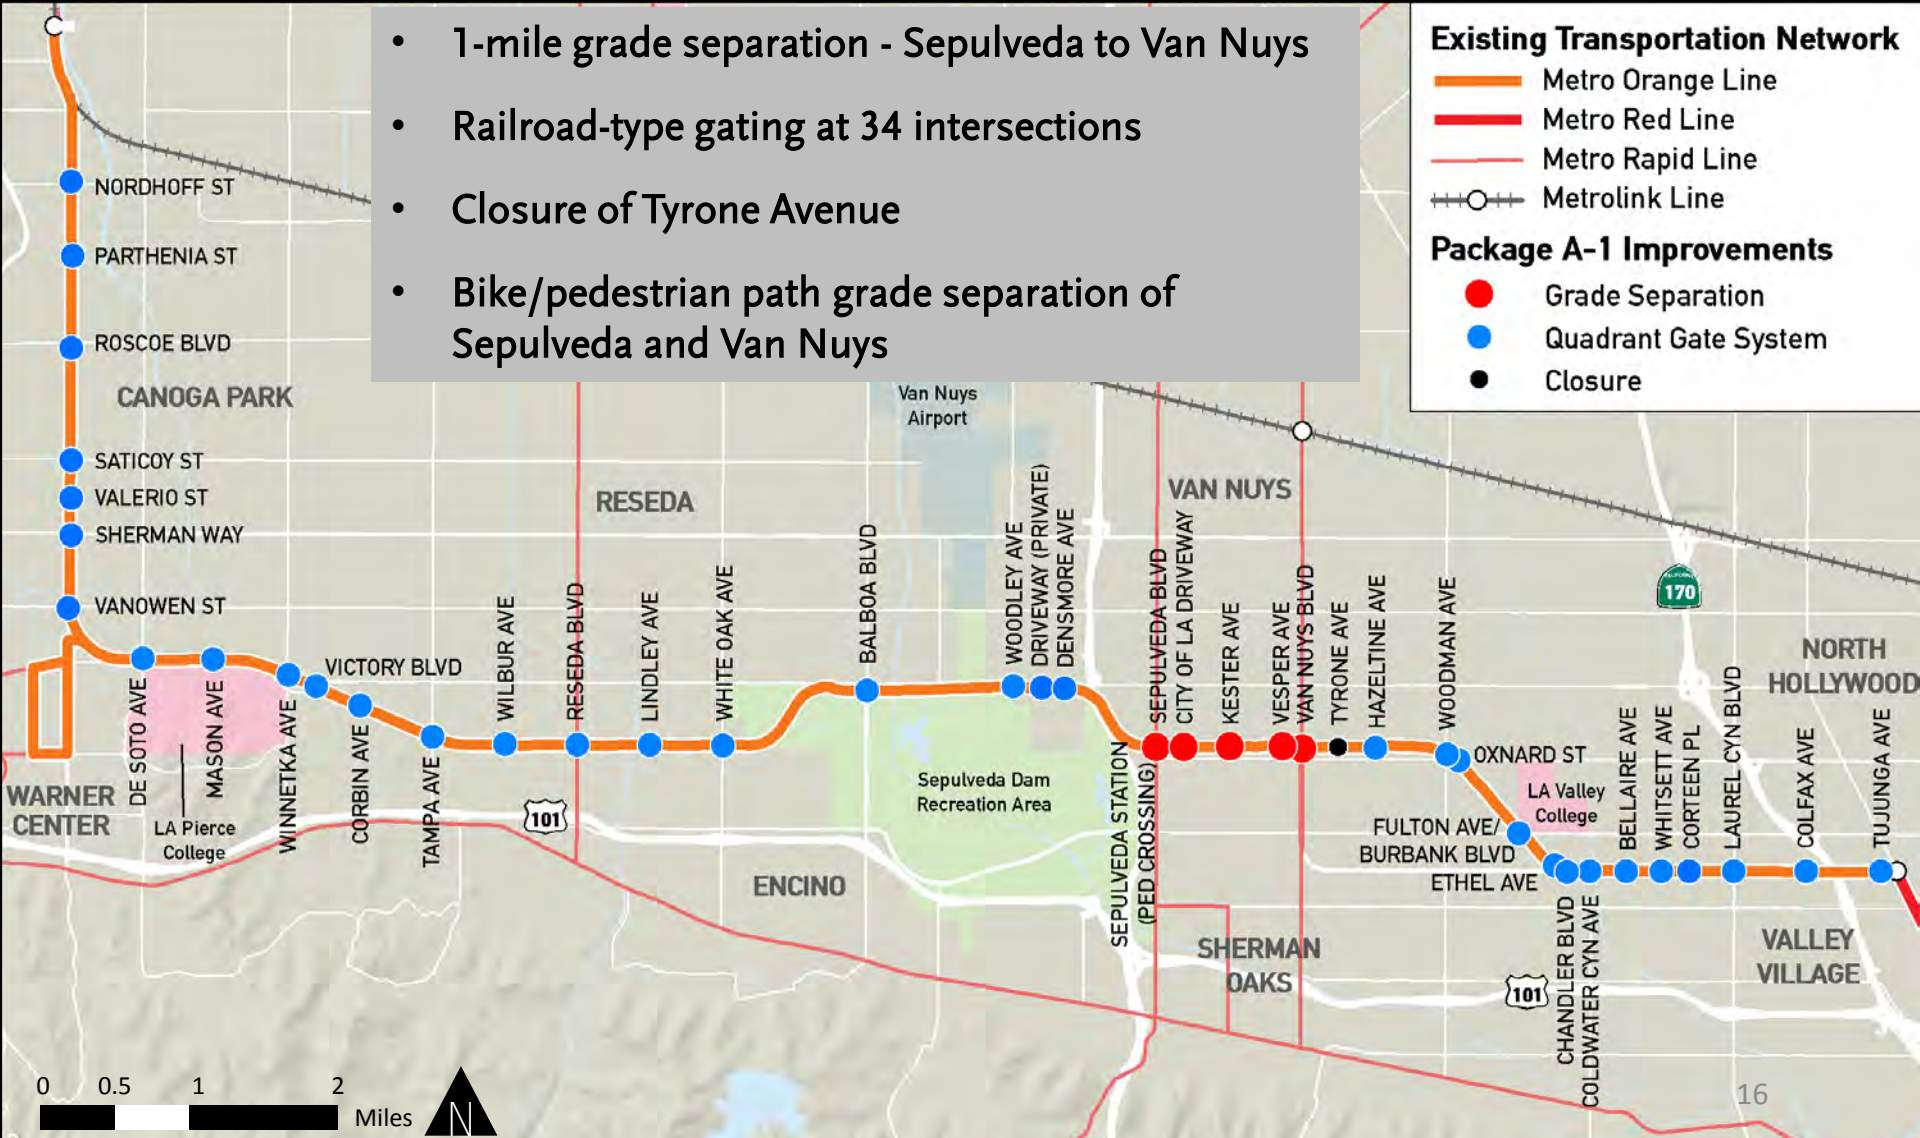 • 1-mile grade separation - Sepulveda to Van Nuys
• Railroad-type gating at 34 intersections
• Closure of Tyrone Avenue
• Bike/pedestrian path grade separation of
Sepulveda and Van Nuys
Existing Transportation Network
Metro Orange Line
Metro Red Line
Metro Rapid Line
Metrolink Line
Package A-1 Improvements
Grade Separation
Quadrant Gate System
Closure
NORDHOFF ST
PARTHENIA ST
ROSCOE BLVD
CANOGA PARK
SATICOY ST
VALERIO ST
SHERMAN WAY
VANOWEN ST
VICTORY BLVD
WARNER
CENTER
DE SOTO AVE
LA Pierce
College
MASON AVE
WINNETKA AVE
CORBIN AVE
TAMPA AVE
WILBUR AVE
RESEDA BLVD
LINDLEY AVE
WHITE OAK AVE
RESEDA
101
ENCINO
BALBOA BLVD
Van Nuys
Airport
WOODLEY AVE
DRIVEWAY (PRIVATE)
DENSMORE AVE
Sepulveda Dam
Recreation Area
SEPULVEDA STATION
(PED CROSSING)
VAN NUYS
SEPULVEDA BLVD
CITY OF LA DRIVEWAY
KESTER AVE
VESPER AVE
VAN NUYS BLVD
TYRONE AVE
HAZELTINE AVE
WOODMAN AVE
OXNARD ST
LA Valley
College
FULTON AVE/
BURBANK BLVD
ETHEL AVE
CHANDLER BLVD
COLDWATER CYN AVE
BELLAIRE AVE
WHITSETT AVE
CORTEEN PL
LAUREL CYN BLVD
COLFAX AVE
TUJUNGA AVE
CALIFORNIA
170
NORTH
HOLLYWOOD
SHERMAN
OAKS
101
VALLEY
VILLAGE
0 0.5 1 2
Miles
N
16